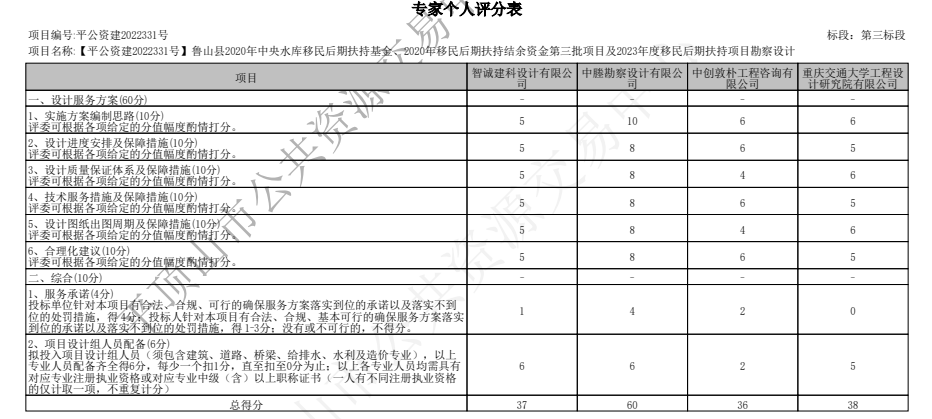 专家个人评分表
项目编号:平公资建2022331号 标段: 第三标段
项目名称:【平公资建2022331号】鲁山县2020年中央水库移民后期扶持基金、2020年移民后期扶持结余资金第三批项目及2023年度移民后期扶持项目勘察设计
项目 智诚建科设计有限公司 中塍勘察设计有限公司 中创敦朴工程咨询有限公司 重庆交通大学工程设计研究院有限公司
一、设计服务方案(60分) - - - -
1、实施方案编制思路(10分)
评委可根据各项给定的分值幅度酌情打分。 5 10 6 6
2、设计进度安排及保障措施(10分)
评委可根据各项给定的分值幅度酌情打分。 5 8 6 5
3、设计质量保证体系及保障措施(10分)
评委可根据各项给定的分值幅度酌情打分。 5 8 4 6
4、技术服务措施及保障措施(10分)
评委可根据各项给定的分值幅度酌情打分。 5 8 6 5
5、设计图纸出图周期及保障措施(10分)
评委可根据各项给定的分值幅度酌情打分。 5 8 4 6
6、合理化建议(10分)
评委可根据各项给定的分值幅度酌情打分。 5 8 6 5
二、综合(10分) - - - -
1、服务承诺(4分)
投标单位针对本项目有合法、合规、可行的确保服务方案落实到位的承诺以及落实不到
位的处罚措施，得 4分；投标人针对本项目有合法、合规、基本可行的确保服务方案落实
到位的承诺以及落实不到位的处罚措施，得 1-3分；没有或不可行的，不得分。 1 4 2 0
2、项目设计组人员配备(6分)
拟投入项目设计组人员（须包含建筑、道路、桥梁、给排水、水利及造价专业），以上
专业人员配备齐全得6分，每少一个扣1分，直至扣至0分为止；以上各专业人员均需具有
对应专业注册执业资格或对应专业中级（含）以上职称证书（一人有不同注册执业资格
的仅计取一项，不重复计分） 6 6 2 5
总得分 37 60 36 38
平顶山市公共资源交易中心